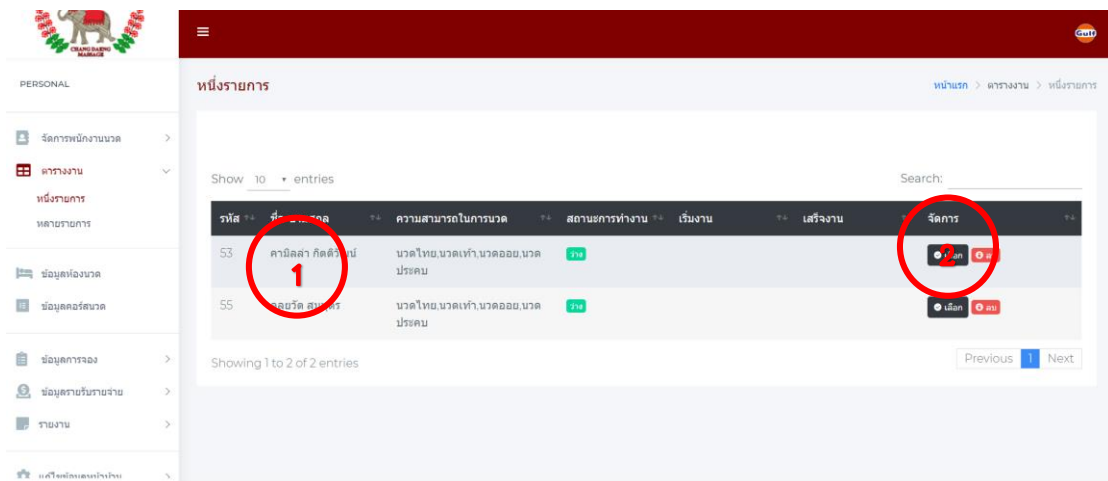 CHANG DAENG
MASSAGE
Gulf
PERSONAL
จัดการพนักงานนวด
ตารางงาน
หนึ่งรายการ
หลายรายการ
ข้อมูลห้องนวด
ข้อมูลคอร์สนวด
ข้อมูลการจอง
ข้อมูลรายรับรายจ่าย
รายงาน
หนึ่งรายการ
หน้าแรก > ตารางงาน > หนึ่งรายการ
Show 10 entries
Search:
รหัส ความสามารถในการนวด สถานะการทำงาน เริ่มงาน เสร็จงาน จัดการ
53 คามิลล่า นวดไทย,นวดเท้า,นวดออย,นวด ว่าง
ประคบ
1
2
55 นวดไทย,นวดเท้า,นวดออย,นวด ว่าง เลือก ลบ
ประคบ
Showing 1 to 2 of 2 entries
Previous 1 Next